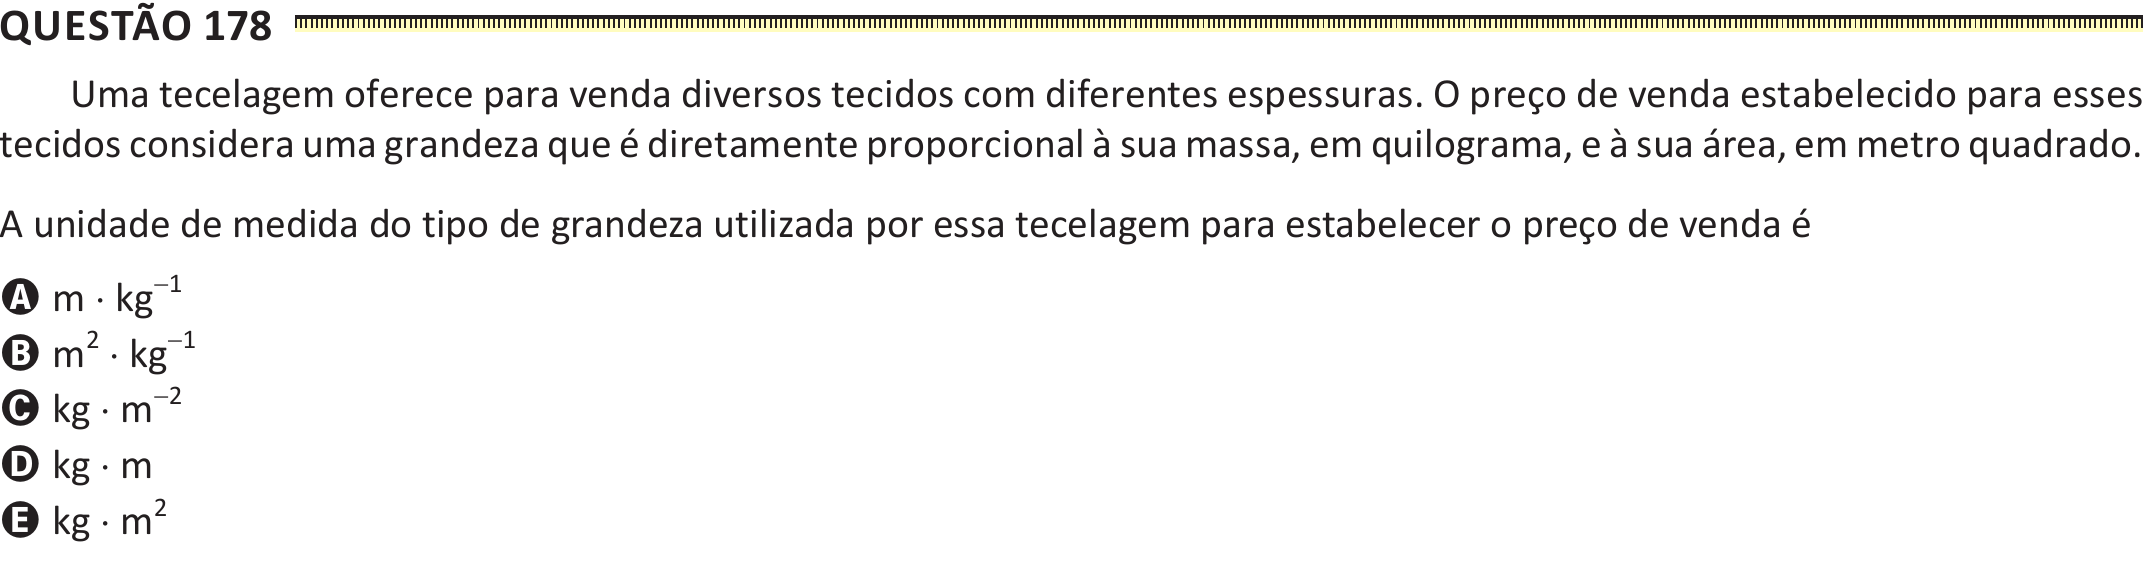 QUESTÃO 178
Uma tecelagem oferece para venda diversos tecidos com diferentes espessuras. O preço de venda estabelecido para esses
tecidos considera uma grandeza que é diretamente proporcional à sua massa, em quilograma, e à sua área, em metro quadrado.
A unidade de medida do tipo de grandeza utilizada por essa tecelagem para estabelecer o preço de venda é
A m · kg⁻¹
B m² · kg⁻¹
C kg · m⁻²
D kg · m
E kg · m²